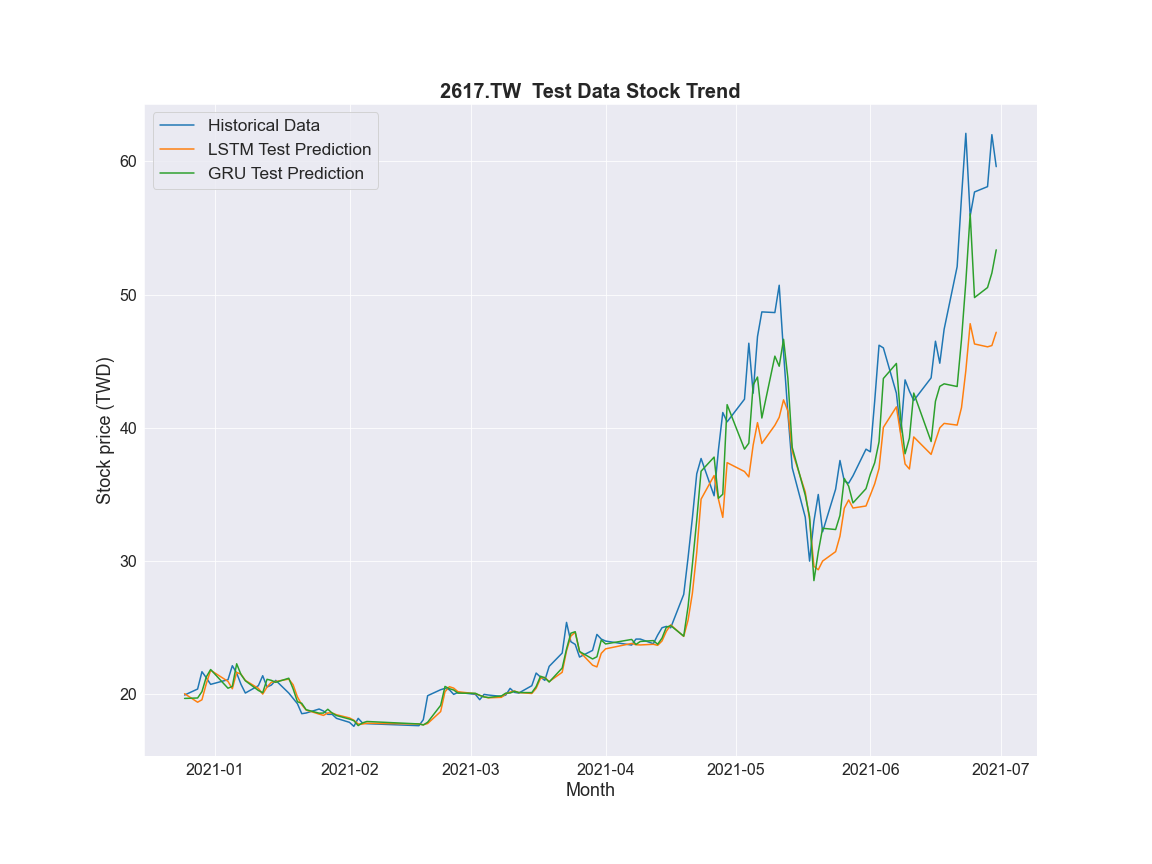 2617.TW  Test Data Stock Trend
Historical Data
LSTM Test Prediction
GRU Test Prediction
Stock price (TWD)
60
50
40
30
20
2021-01 2021-02 2021-03 2021-04 2021-05 2021-06 2021-07
Month